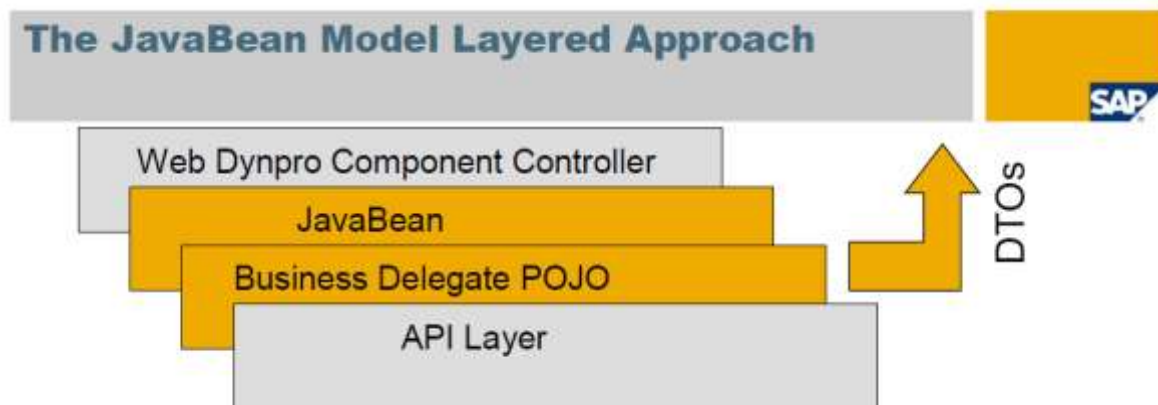 The JavaBean Model Layered Approach
SAP
Web Dynpro Component Controller
JavaBean
Business Delegate POJO
API Layer
DTOs